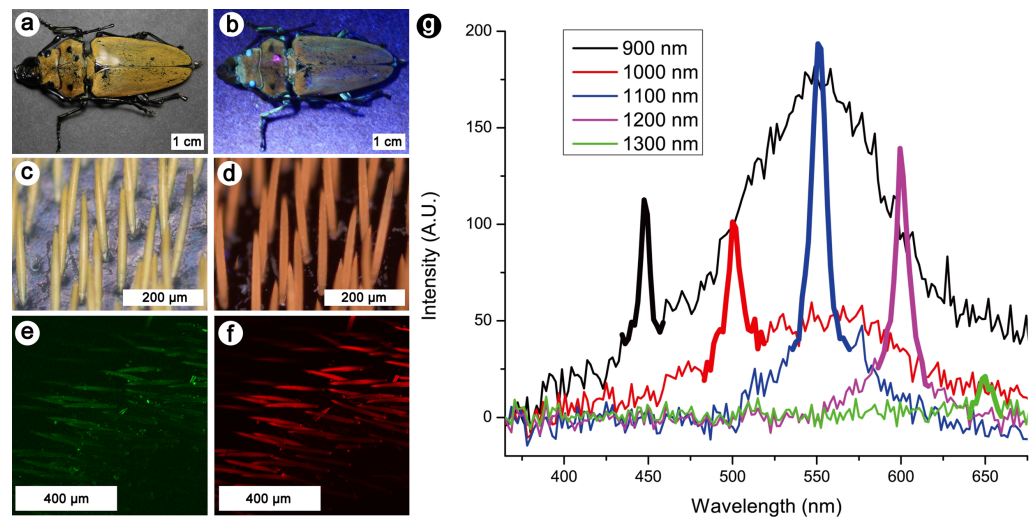 a
b
1 cm
1 cm
c
d
200 µm
200 µm
e
f
400 µm
400 µm
g
900 nm
1000 nm
1100 nm
1200 nm
1300 nm
200
150
100
50
0
Intensity (A.U.)
400
450
500
550
600
650
Wavelength (nm)